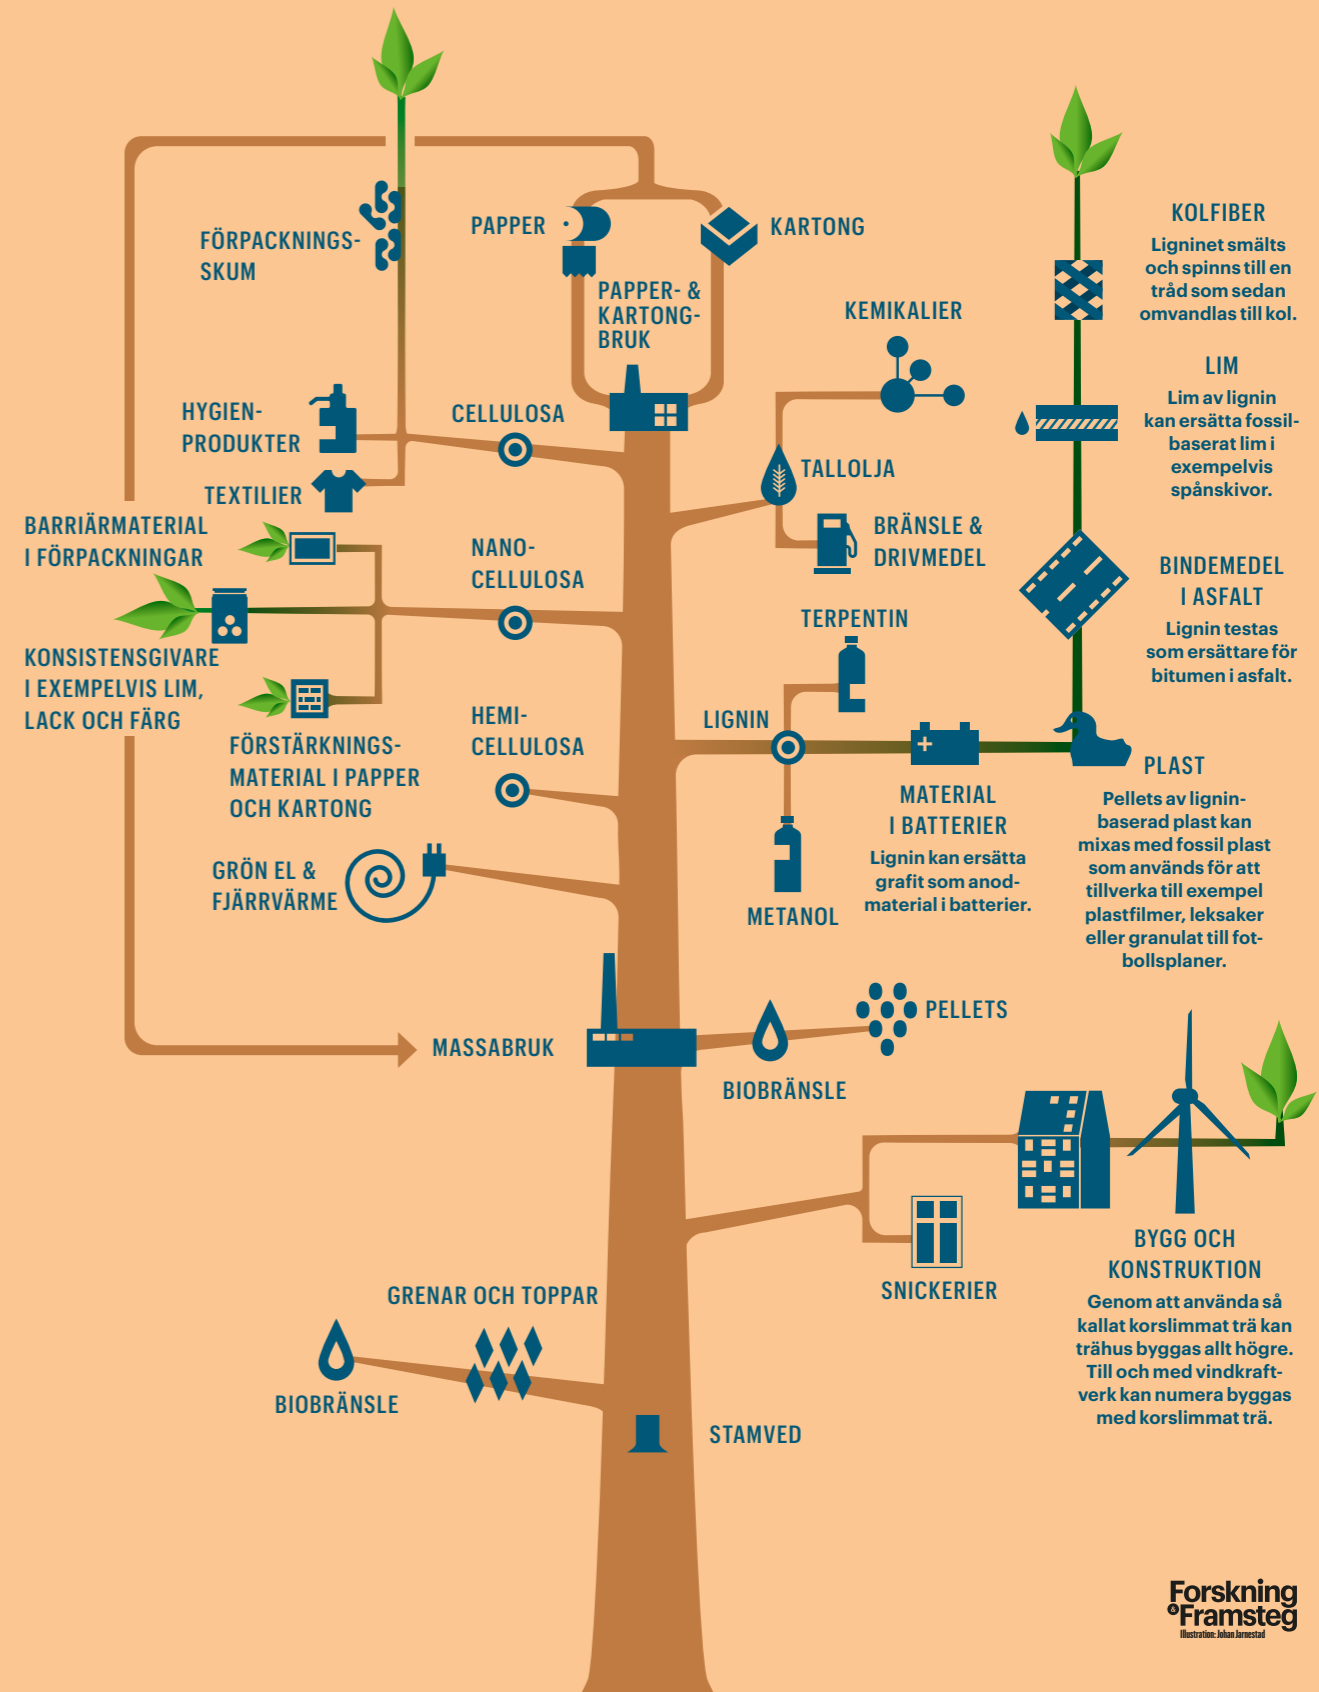 FÖRPACKNINGS-
SKUM
PAPPER
KARTONG
PAPPER- &
KARTONG-
BRUK
KOLFIBER
Ligninet smälts
och spinns till en
tråd som sedan
omvandlas till kol.
KEMIKALIER
LIM
Lim av lignin
kan ersätta fossil-
baserat lim i
exempelvis
spånskivor.
HYGIEN-
PRODUKTER
CELLULOSA
TEXTILIER
TALLOLJA
BARRIÄRMATERIAL
I FÖRPACKNINGAR
NANO-
CELLULOSA
BRÄNSLE &
DRIVMEDEL
BINDEMEDEL
I ASFALT
Lignin testas
som ersättare för
bitumen i asfalt.
KONSISTENSGIVARE
I EXEMPELVIS LIM,
LACK OCH FÄRG
TERPENTIN
FÖRSTÄRKNINGS-
MATERIAL I PAPPER
OCH KARTONG
HEMI-
CELLULOSA
LIGNIN
PLAST
Pellets av lignin-
baserad plast kan
mixas med fossil plast
som används för att
tillverka till exempel
plastfilmer, leksaker
eller granulat till fot-
bollsplaner.
MATERIAL
I BATTERIER
Lignin kan ersätta
grafit som anod-
material i batterier.
GRÖN EL &
FJÄRRVÄRME
METANOL
MASSABRUK
PELLETS
BIOBRÄNSLE
BYGG OCH
KONSTRUKTION
Genom att använda så
kallat korslimmat trä kan
trähus byggas allt högre.
Till och med vindkraft-
verk kan numera byggas
med korslimmat trä.
SNICKERIER
GRENAR OCH TOPPAR
BIOBRÄNSLE
STAMVED
Forskning
& Framsteg
Illustration: Johan Jarnestad